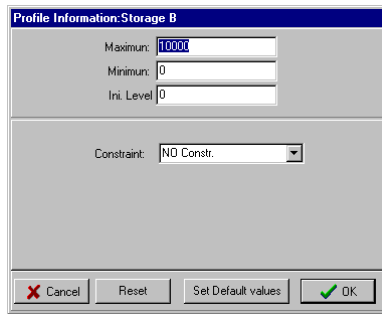 Profile Information:Storage B
Maximun: 10000
Minimun: 0
Ini. Level 0
Constraint: NO Constr.
Cancel Reset Set Default values OK